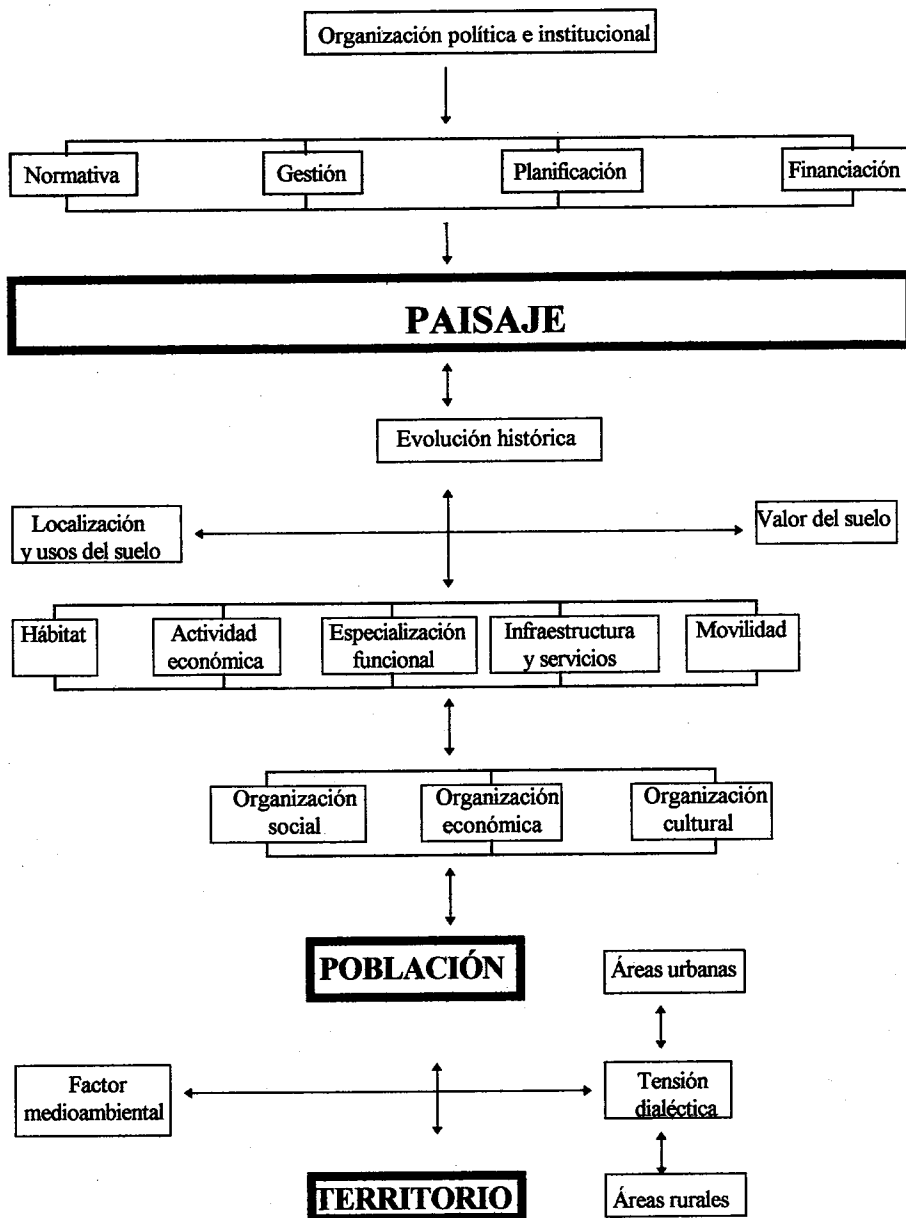 Organización política e institucional
Normativa
Gestión
Planificación
Financiación
PAISAJE
Evolución histórica
Localización
y usos del suelo
Valor del suelo
Hábitat
Actividad
económica
Especialización
funcional
Infraestructura
y servicios
Movilidad
Organización
social
Organización
económica
Organización
cultural
POBLACIÓN
Áreas urbanas
Factor
medioambiental
Tensión
dialéctica
TERRITORIO
Áreas rurales